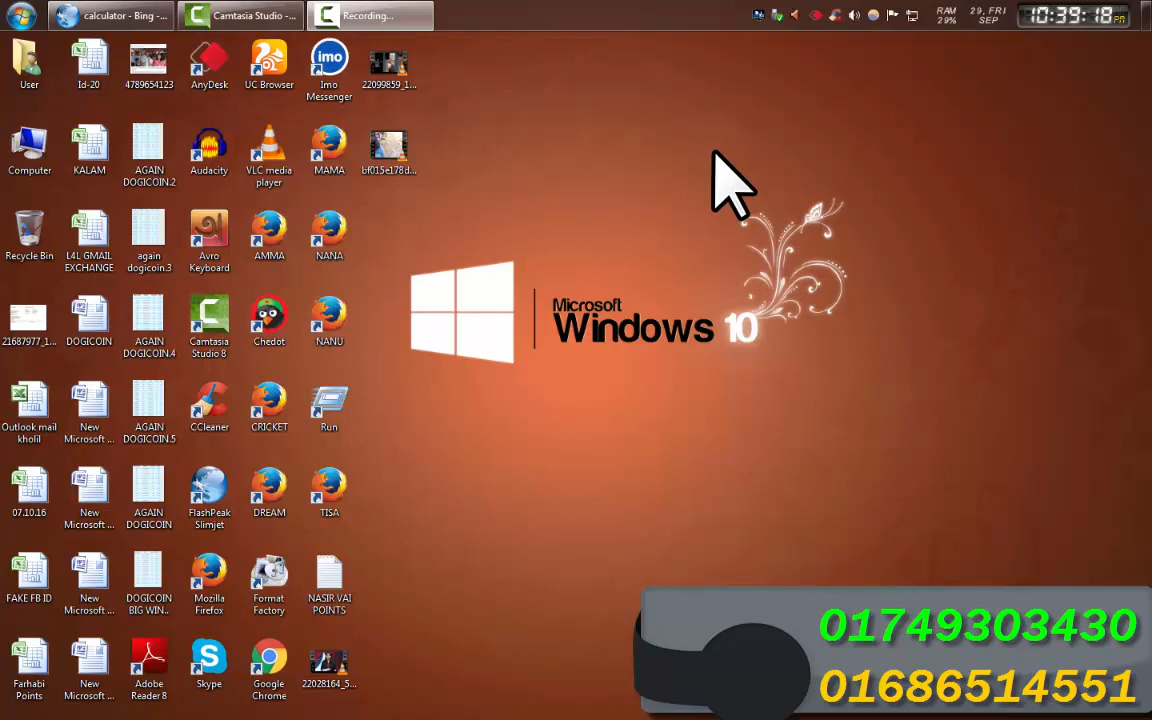 calculator - Bing -...
Camtasia Studio -...
Recording...
RAM
29%
29, FRI
SEP
10:39:18 PM
User
Id-20
4789654123
AnyDesk
UC Browser
Imo
Messenger
22099859_1...
Computer
KALAM
AGAIN
DOGICOIN.2
Audacity
VLC media
player
MAMA
bf015e178d...
Recycle Bin
L4L GMAIL
EXCHANGE
again
dogicoin.3
Avro
Keyboard
AMMA
NANA
21687977_1...
DOGICOIN
AGAIN
DOGICOIN.4
Camtasia
Studio 8
Chedot
NANU
Outlook mail
kholil
New
Microsoft ...
AGAIN
DOGICOIN.5
CCleaner
CRICKET
Run
07.10.16
New
Microsoft ...
AGAIN
DOGICOIN
FlashPeak
Slimjet
DREAM
TISA
FAKE FB ID
New
Microsoft ...
DOGICOIN
BIG WIN..
Mozilla
Firefox
Format
Factory
NASIR VAI
POINTS
Farhabi
Points
New
Microsoft ...
Adobe
Reader 8
Skype
Google
Chrome
22028164_5...
imo
Microsoft
Windows 10
01749303430
01686514551